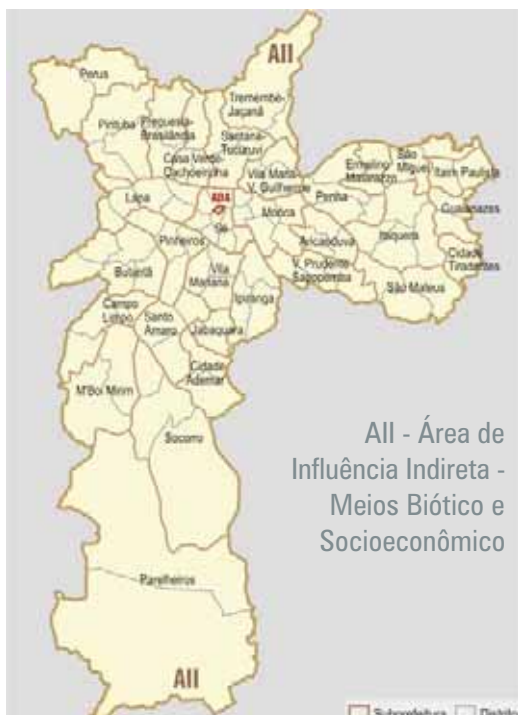 AII
Perus
Tremembé-
Jaçanã
Pirituba
Freguesia-
Brasilândia
Santana-
Tucuruvi
Casa Verde-
Cachoeirinha
Vila Maria-
V. Guilherme
Ermelino
Matarazzo
São
Miguel
Itaim Paulista
Lapa
ADA
Penha
Guaianazes
Sé
Moóca
Pinheiros
Aricanduva
Itaquera
Butantã
Vila
Mariana
V. Prudente
Sapopemba
Cidade
Tiradentes
Ipiranga
São Mateus
Campo
Limpo
Santo
Amaro
Jabaquara
Cidade
Ademar
M'Boi Mirim
Socorro
AII - Área de
Influência Indireta -
Meios Biótico e
Socioeconômico
Parelheiros
AII
Subprefeitura